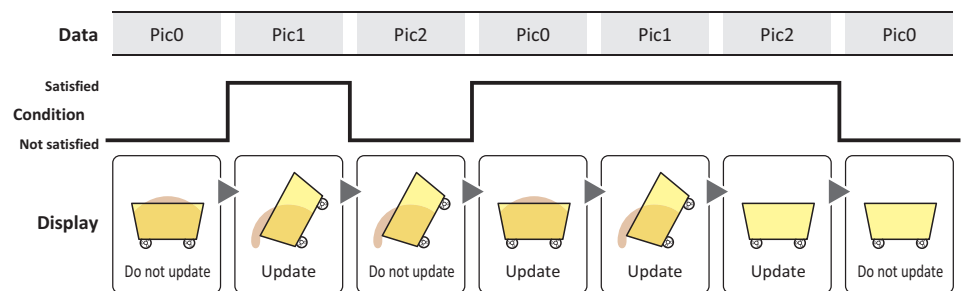 Data Pic0 Pic1 Pic2 Pic0 Pic1 Pic2 Pic0
Satisfied
Condition
Not satisfied
Display
Do not update Update Do not update Update Update Update Do not update